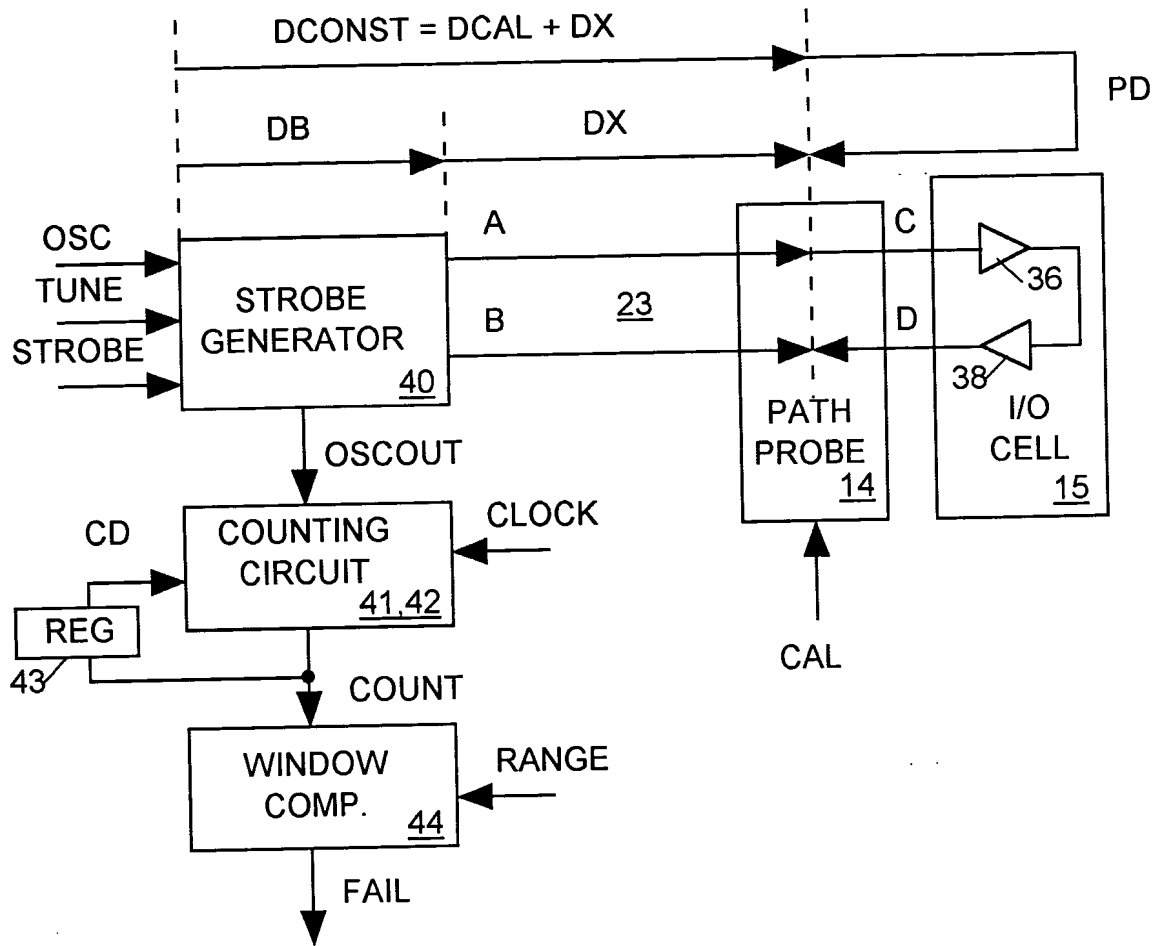 DCONST = DCAL + DX
PD
DB
DX
OSC
TUNE
STROBE
STROBE
GENERATOR
40
A
B
23
C
D
36
38
PATH
PROBE
14
I/O
CELL
15
OSCOUT
CD
COUNTING
CIRCUIT
41,42
CLOCK
REG
43
CAL
COUNT
WINDOW
COMP.
44
RANGE
FAIL